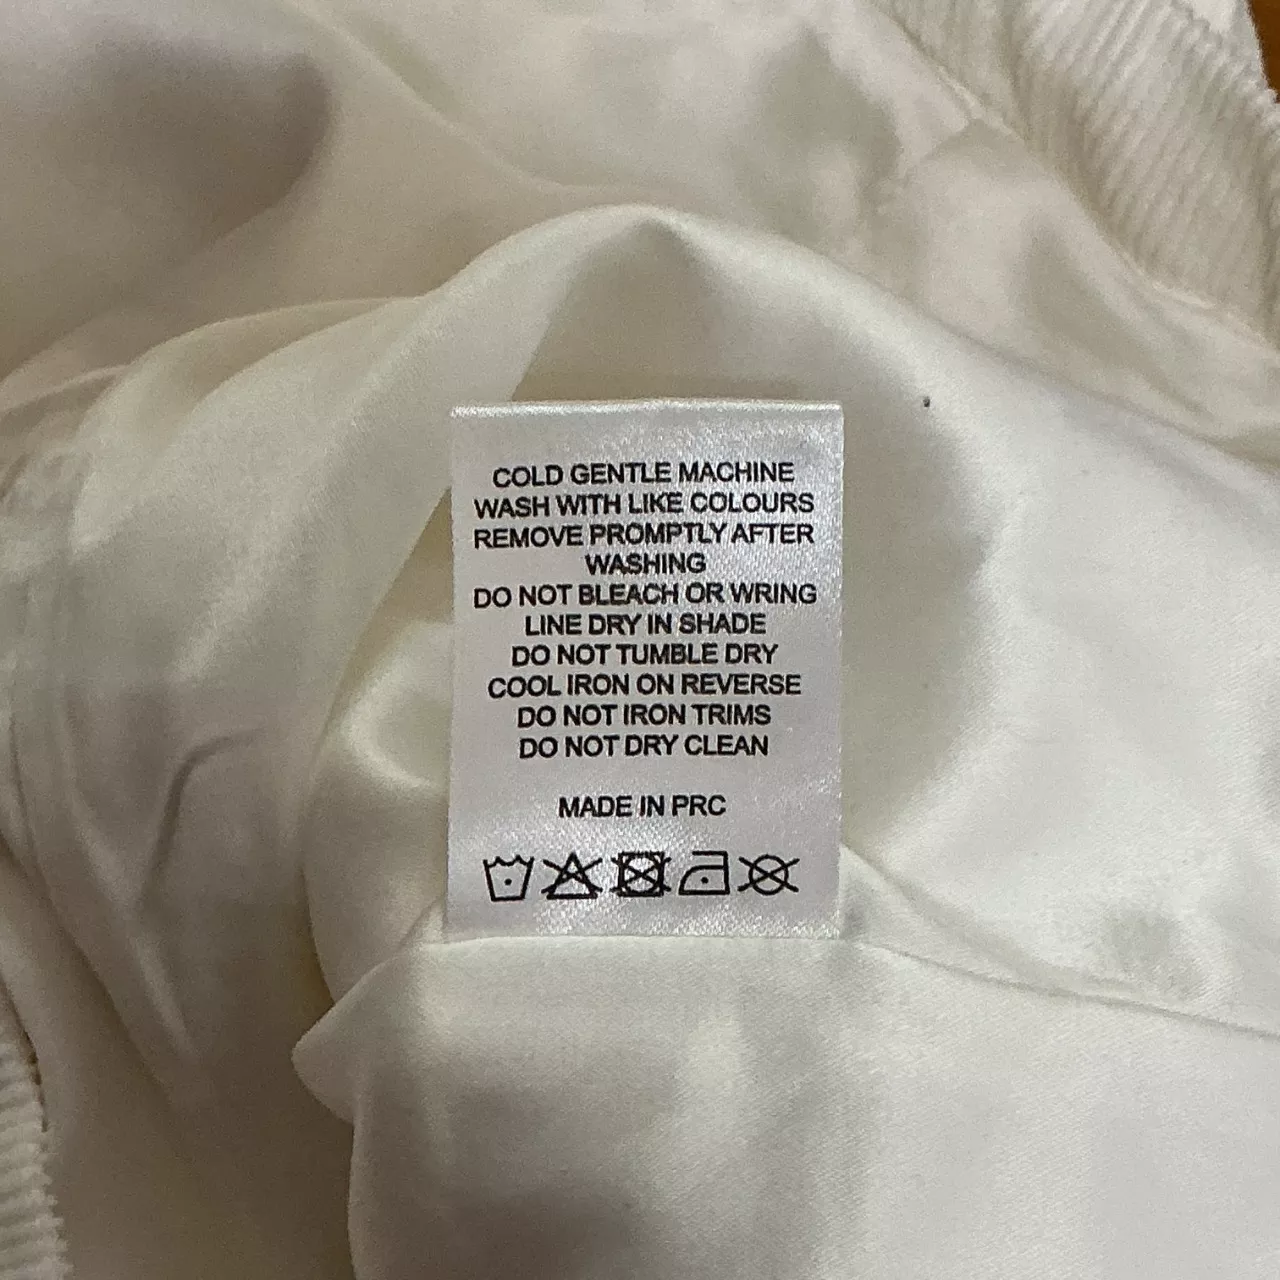 COLD GENTLE MACHINE
WASH WITH LIKE COLOURS
REMOVE PROMPTLY AFTER
WASHING
DO NOT BLEACH OR WRING
LINE DRY IN SHADE
DO NOT TUMBLE DRY
COOL IRON ON REVERSE
DO NOT IRON TRIMS
DO NOT DRY CLEAN
MADE IN PRC